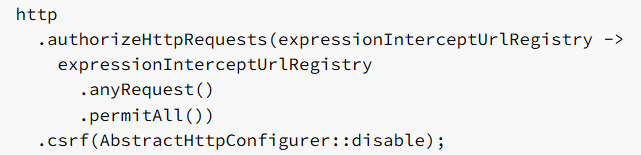 http
.authorizeHttpRequests(expressionInterceptUrlRegistry ->
expressionInterceptUrlRegistry
.anyRequest()
.permitAll())
.csrf(AbstractHttpConfigurer::disable);